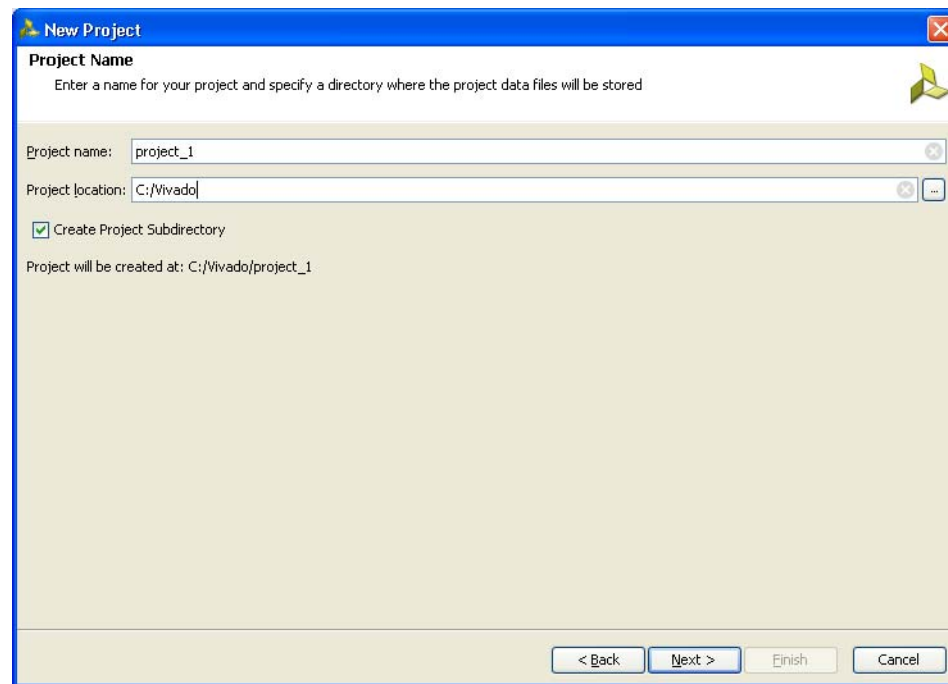 New Project
Project Name
Enter a name for your project and specify a directory where the project data files will be stored
Project name: project_1
Project location: C:/Vivado ...
Create Project Subdirectory
Project will be created at: C:/Vivado/project_1
< Back Next > Finish Cancel